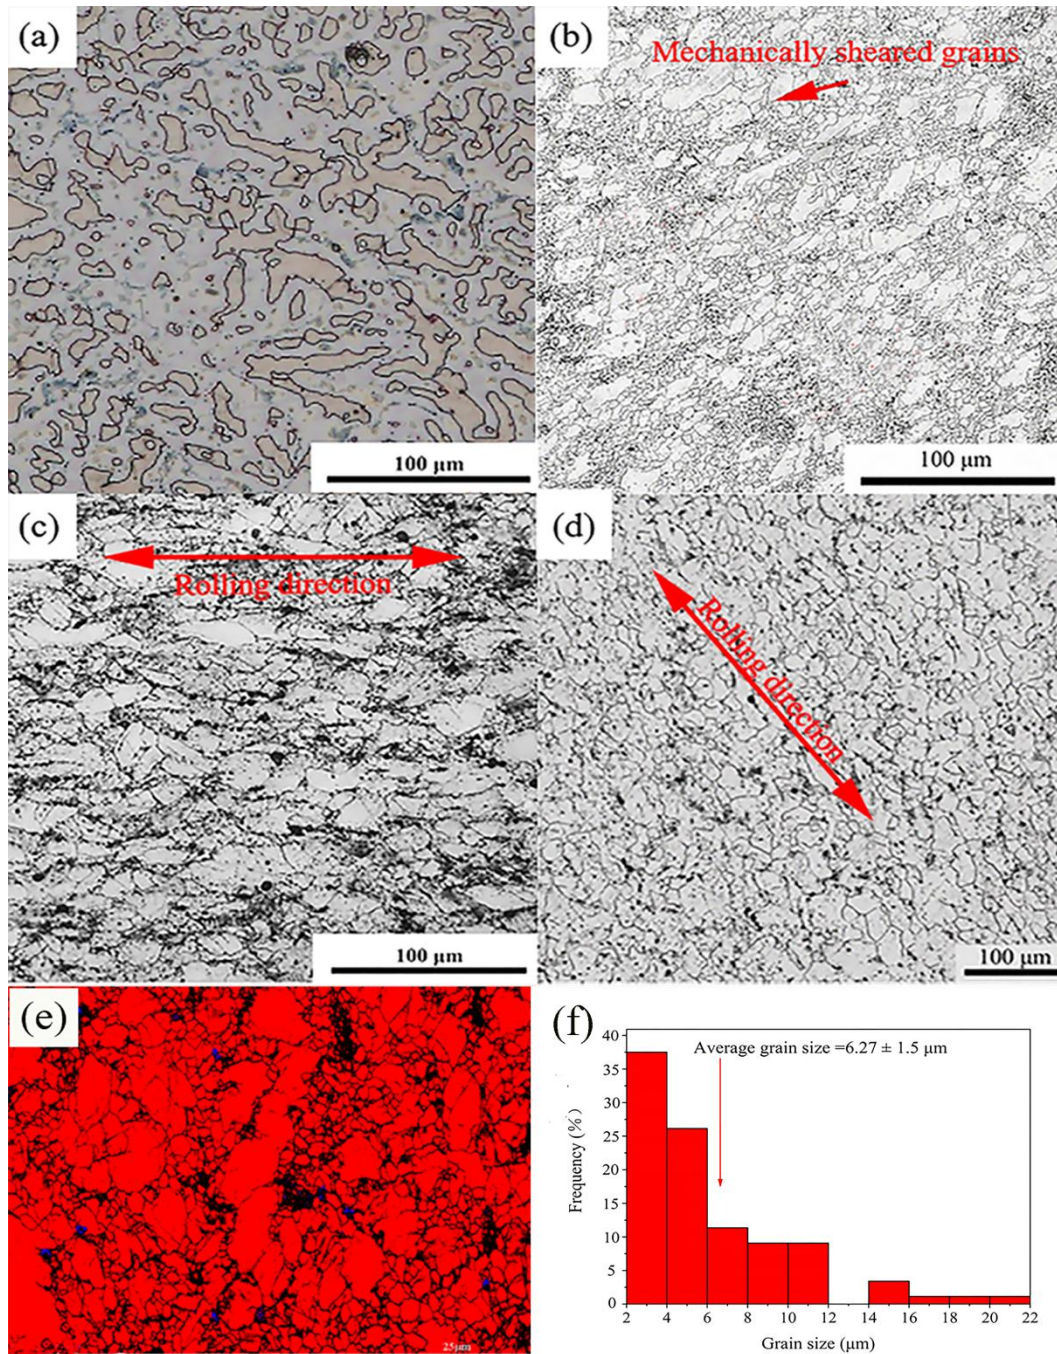 (a)
100 μm
(b)
Mechanically sheared grains
100 μm
(c)
Rolling direction
100 μm
(d)
Rolling direction
100 μm
(e)
25μm
(f)
Average grain size =6.27 ± 1.5 μm
Frequency (%)
40
35
30
25
20
15
10
5
0
2 4 6 8 10 12 14 16 18 20 22
Grain size (μm)